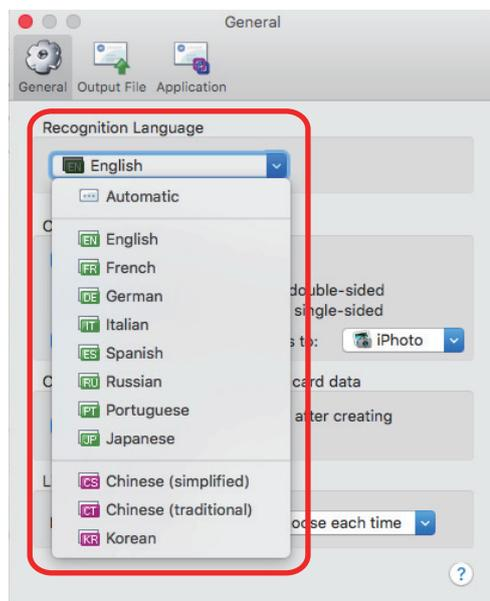 General
General Output File Application
Recognition Language
EN English
Automatic
C
EN English
FR French
DE German double-sided
IT Italian single-sided
ES Spanish s to: iPhoto
C RU Russian card data
PT Portuguese after creating
JP Japanese
L CS Chinese (simplified)
CT Chinese (traditional) oose each time
KR Korean
?